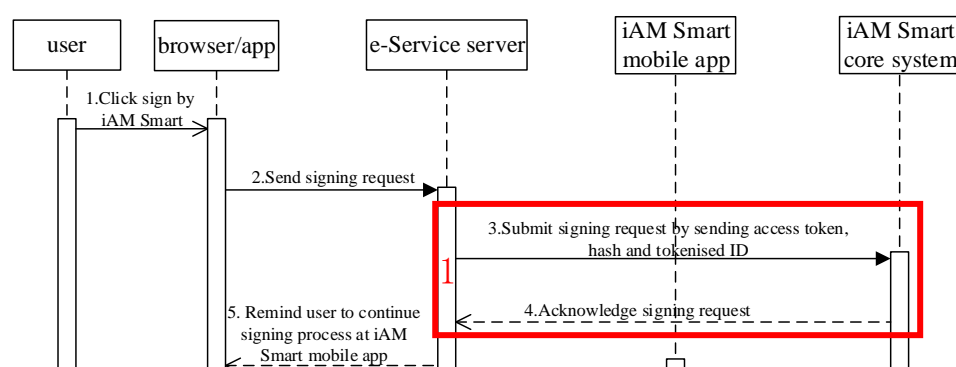 user
browser/app
e-Service server
iAM Smart
mobile app
iAM Smart
core system
1.Click sign by
iAM Smart
2.Send signing request
3.Submit signing request by sending access token,
hash and tokenised ID
1
4.Acknowledge signing request
5. Remind user to continue
signing process at iAM
Smart mobile app